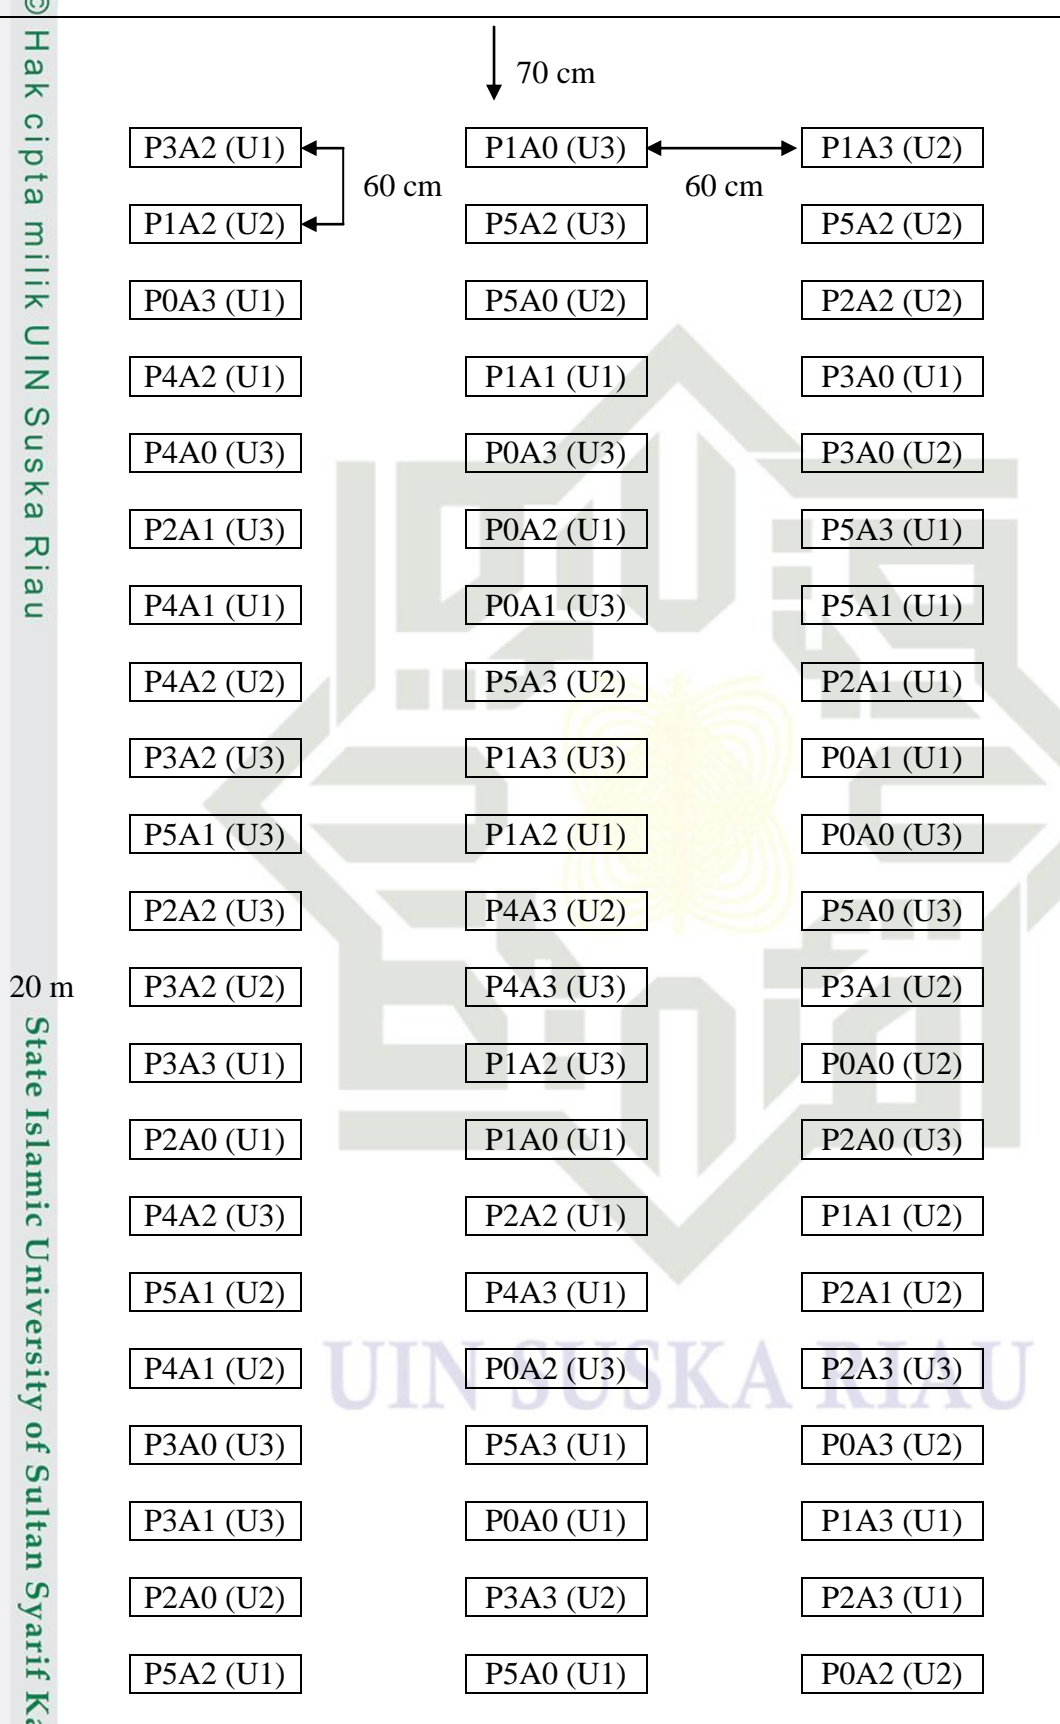 © Hak cipta milik UIN Suska Riau
State Islamic University of Sultan Syarif
70 cm
P3A2 (U1) P1A0 (U3) P1A3 (U2)
60 cm 60 cm
P1A2 (U2) P5A2 (U3) P5A2 (U2)
P0A3 (U1) P5A0 (U2) P2A2 (U2)
P4A2 (U1) P1A1 (U1) P3A0 (U1)
P4A0 (U3) P0A3 (U3) P3A0 (U2)
P2A1 (U3) P0A2 (U1) P5A3 (U1)
P4A1 (U1) P0A1 (U3) P5A1 (U1)
P4A2 (U2) P5A3 (U2) P2A1 (U1)
P3A2 (U3) P1A3 (U3) P0A1 (U1)
P5A1 (U3) P1A2 (U1) P0A0 (U3)
P2A2 (U3) P4A3 (U2) P5A0 (U3)
20 m P3A2 (U2) P4A3 (U3) P3A1 (U2)
P3A3 (U1) P1A2 (U3) P0A0 (U2)
P2A0 (U1) P1A0 (U1) P2A0 (U3)
P4A2 (U3) P2A2 (U1) P1A1 (U2)
P5A1 (U2) P4A3 (U1) P2A1 (U2)
UIN SUSKA RIAU
P4A1 (U2) P0A2 (U3) P2A3 (U3)
P3A0 (U3) P5A3 (U1) P0A3 (U2)
P3A1 (U3) P0A0 (U1) P1A3 (U1)
P2A0 (U2) P3A3 (U2) P2A3 (U1)
P5A2 (U1) P5A0 (U1) P0A2 (U2)